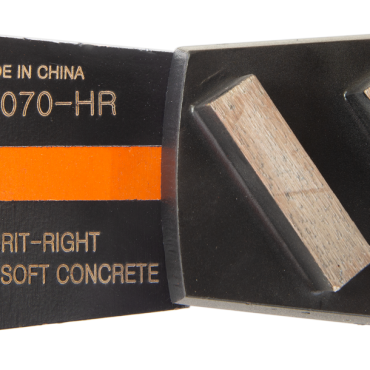 DE IN CHINA
070-HR
RIT-RIGHT
SOFT CONCRETE